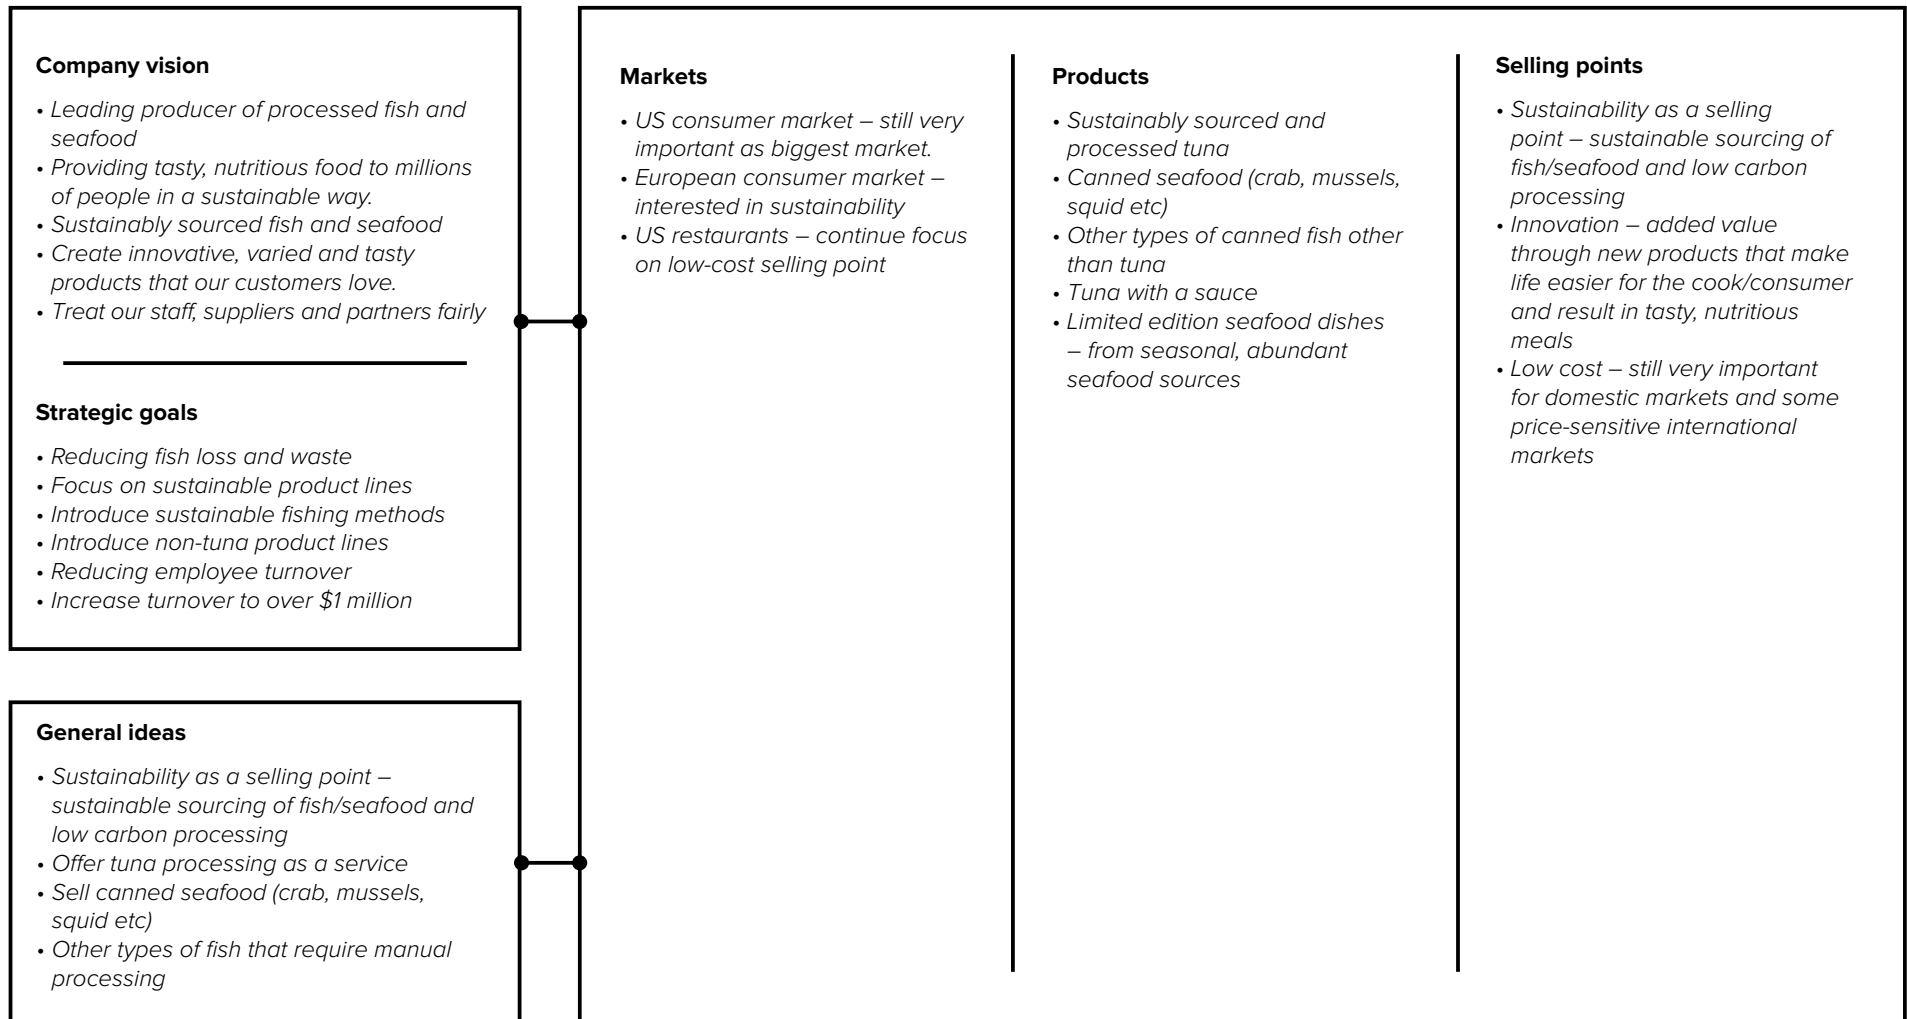 Company vision
• Leading producer of processed fish and
seafood
• Providing tasty, nutritious food to millions
of people in a sustainable way.
• Sustainably sourced fish and seafood
• Create innovative, varied and tasty
products that our customers love.
• Treat our staff, suppliers and partners fairly
Strategic goals
• Reducing fish loss and waste
• Focus on sustainable product lines
• Introduce sustainable fishing methods
• Introduce non-tuna product lines
• Reducing employee turnover
• Increase turnover to over $1 million
General ideas
• Sustainability as a selling point –
sustainable sourcing of fish/seafood and
low carbon processing
• Offer tuna processing as a service
• Sell canned seafood (crab, mussels,
squid etc)
• Other types of fish that require manual
processing
Markets
• US consumer market – still very
important as biggest market.
• European consumer market –
interested in sustainability
• US restaurants – continue focus
on low-cost selling point
Products
• Sustainably sourced and
processed tuna
• Canned seafood (crab, mussels,
squid etc)
• Other types of canned fish other
than tuna
• Tuna with a sauce
• Limited edition seafood dishes
– from seasonal, abundant
seafood sources
Selling points
• Sustainability as a selling
point – sustainable sourcing of
fish/seafood and low carbon
processing
• Innovation – added value
through new products that make
life easier for the cook/consumer
and result in tasty, nutritious
meals
• Low cost – still very important
for domestic markets and some
price-sensitive international
markets